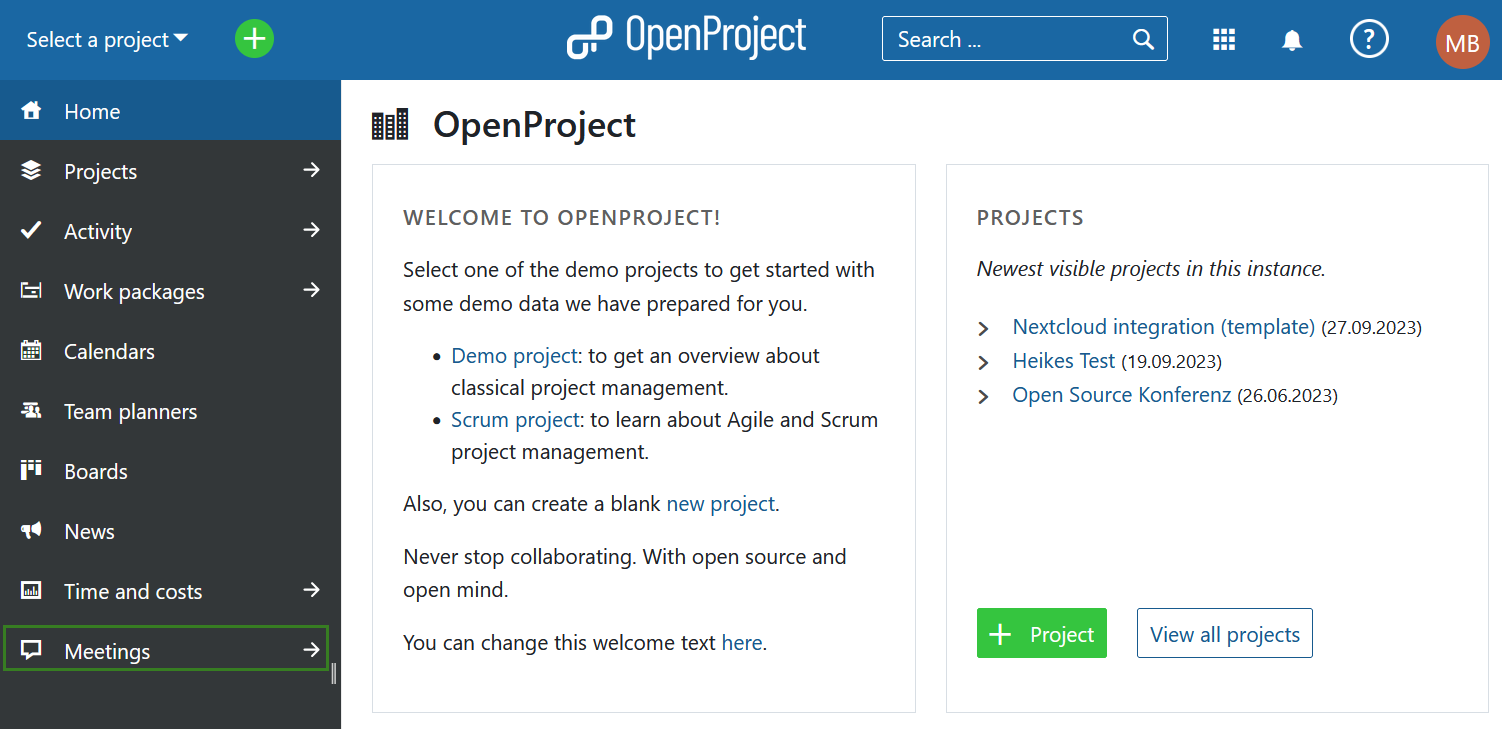 Select a project
OpenProject
Search ...
?
MB
Home
Projects
Activity
Work packages
Calendars
Team planners
Boards
News
Time and costs
Meetings
OpenProject
WELCOME TO OPENPROJECT!
Select one of the demo projects to get started with
some demo data we have prepared for you.
• Demo project: to get an overview about
classical project management.
• Scrum project: to learn about Agile and Scrum
project management.
Also, you can create a blank new project.
Never stop collaborating. With open source and
open mind.
You can change this welcome text here.
PROJECTS
Newest visible projects in this instance.
Nextcloud integration (template) (27.09.2023)
Heikes Test (19.09.2023)
Open Source Konferenz (26.06.2023)
+ Project
View all projects